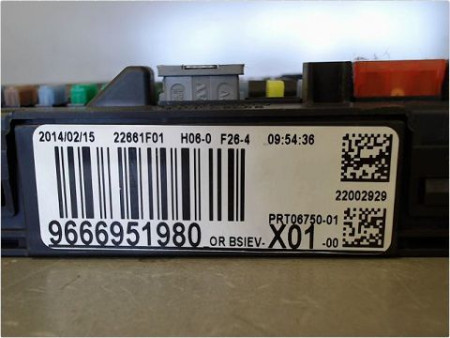 2014/02/15 22661F01 H06-0 F26-4 09:54:36
22002929
PRT06750-01
9666951980 OR BSIEV- X01 -00